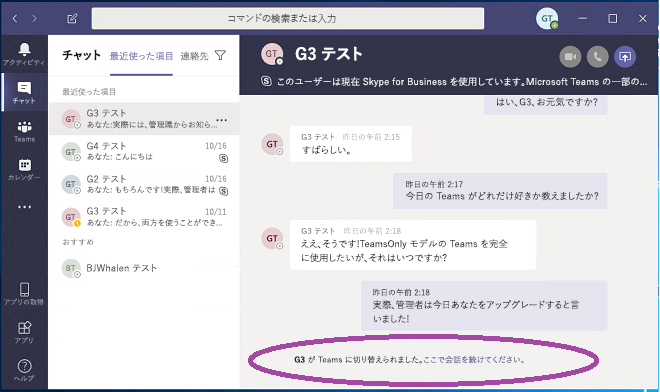 コマンドの検索または入力
GT
アクティビティ
チャット
Teams
カレンダー
アプリの取得
アプリ
ヘルプ
チャット 最近使った項目 連絡先
最近使った項目
GT G3 テスト
あなた:実際には、管理職からお知ら...
GT G4 テスト 10/16
あなた: こんにちは
GT G2 テスト 10/16
あなた: もちろんです!実際、管理者は
GT G3 テスト 10/11
あなた: だから、両方を使うことができ...
おすすめ
BT BJWhalen テスト
GT G3 テスト
このユーザーは現在 Skype for Business を使用しています。Microsoft Teams の一部の...
はい、G3、お元気ですか?
GT G3 テスト 昨日の午前 2:15
すばらしい。
昨日の午前 2:17
今日の Teams がどれだけ好きか教えましたか?
GT G3 テスト 昨日の午前 2:18
ええ、そうです!TeamsOnly モデルの Teams を完全
に使用したいが、それはいつですか?
昨日の午前 2:18
実際、管理者は今日あなたをアップグレードすると言
いました!
G3 が Teams に切り替えられました。ここで会話を続けてください。